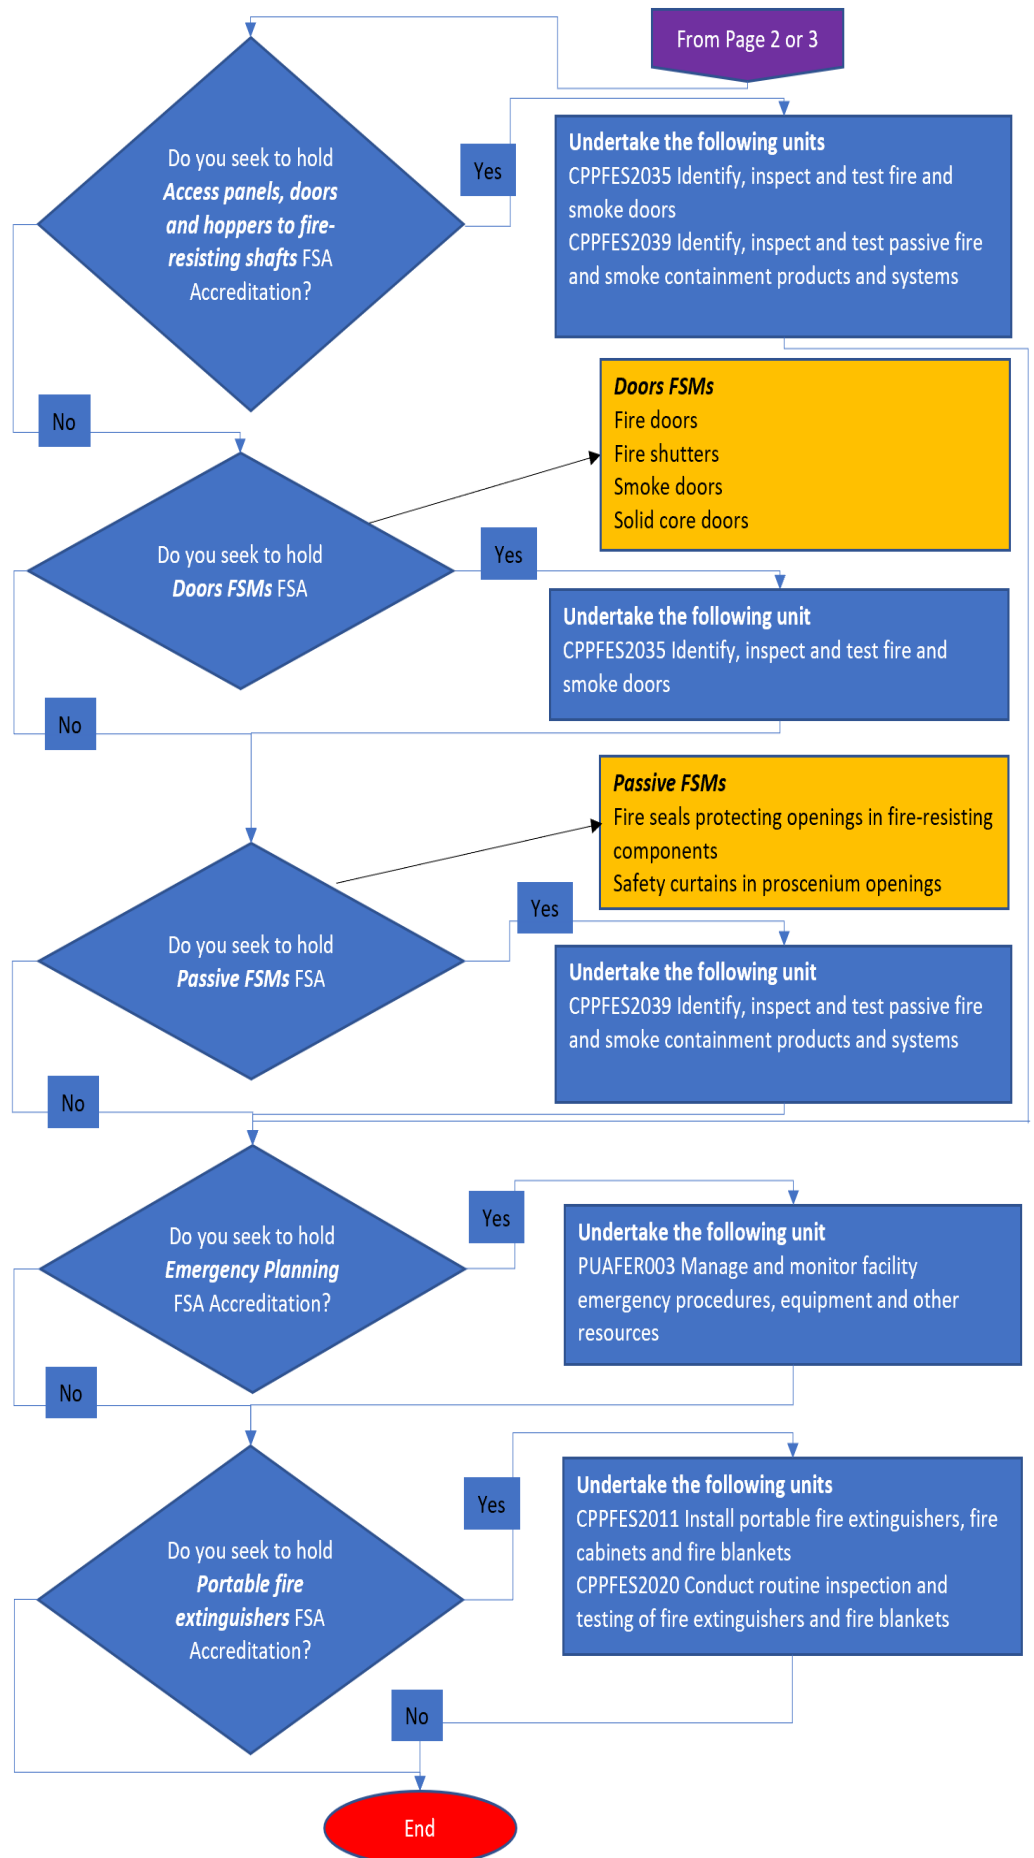 From Page 2 or 3
Do you seek to hold
Access panels, doors
and hoppers to fire-
resisting shafts FSA
Accreditation?
Yes
Undertake the following units
CPPFES2035 Identify, inspect and test fire and
smoke doors
CPPFES2039 Identify, inspect and test passive fire
and smoke containment products and systems
No
Doors FSMs
Fire doors
Fire shutters
Smoke doors
Solid core doors
Do you seek to hold
Doors FSMs FSA
Yes
Undertake the following unit
CPPFES2035 Identify, inspect and test fire and
smoke doors
No
Passive FSMs
Fire seals protecting openings in fire-resisting
components
Safety curtains in proscenium openings
Do you seek to hold
Passive FSMs FSA
Yes
Undertake the following unit
CPPFES2039 Identify, inspect and test passive fire
and smoke containment products and systems
No
Do you seek to hold
Emergency Planning
FSA Accreditation?
Yes
Undertake the following unit
PUAFER003 Manage and monitor facility
emergency procedures, equipment and other
resources
No
Do you seek to hold
Portable fire
extinguishers FSA
Accreditation?
Yes
Undertake the following units
CPPFES2011 Install portable fire extinguishers, fire
cabinets and fire blankets
CPPFES2020 Conduct routine inspection and
testing of fire extinguishers and fire blankets
No
End